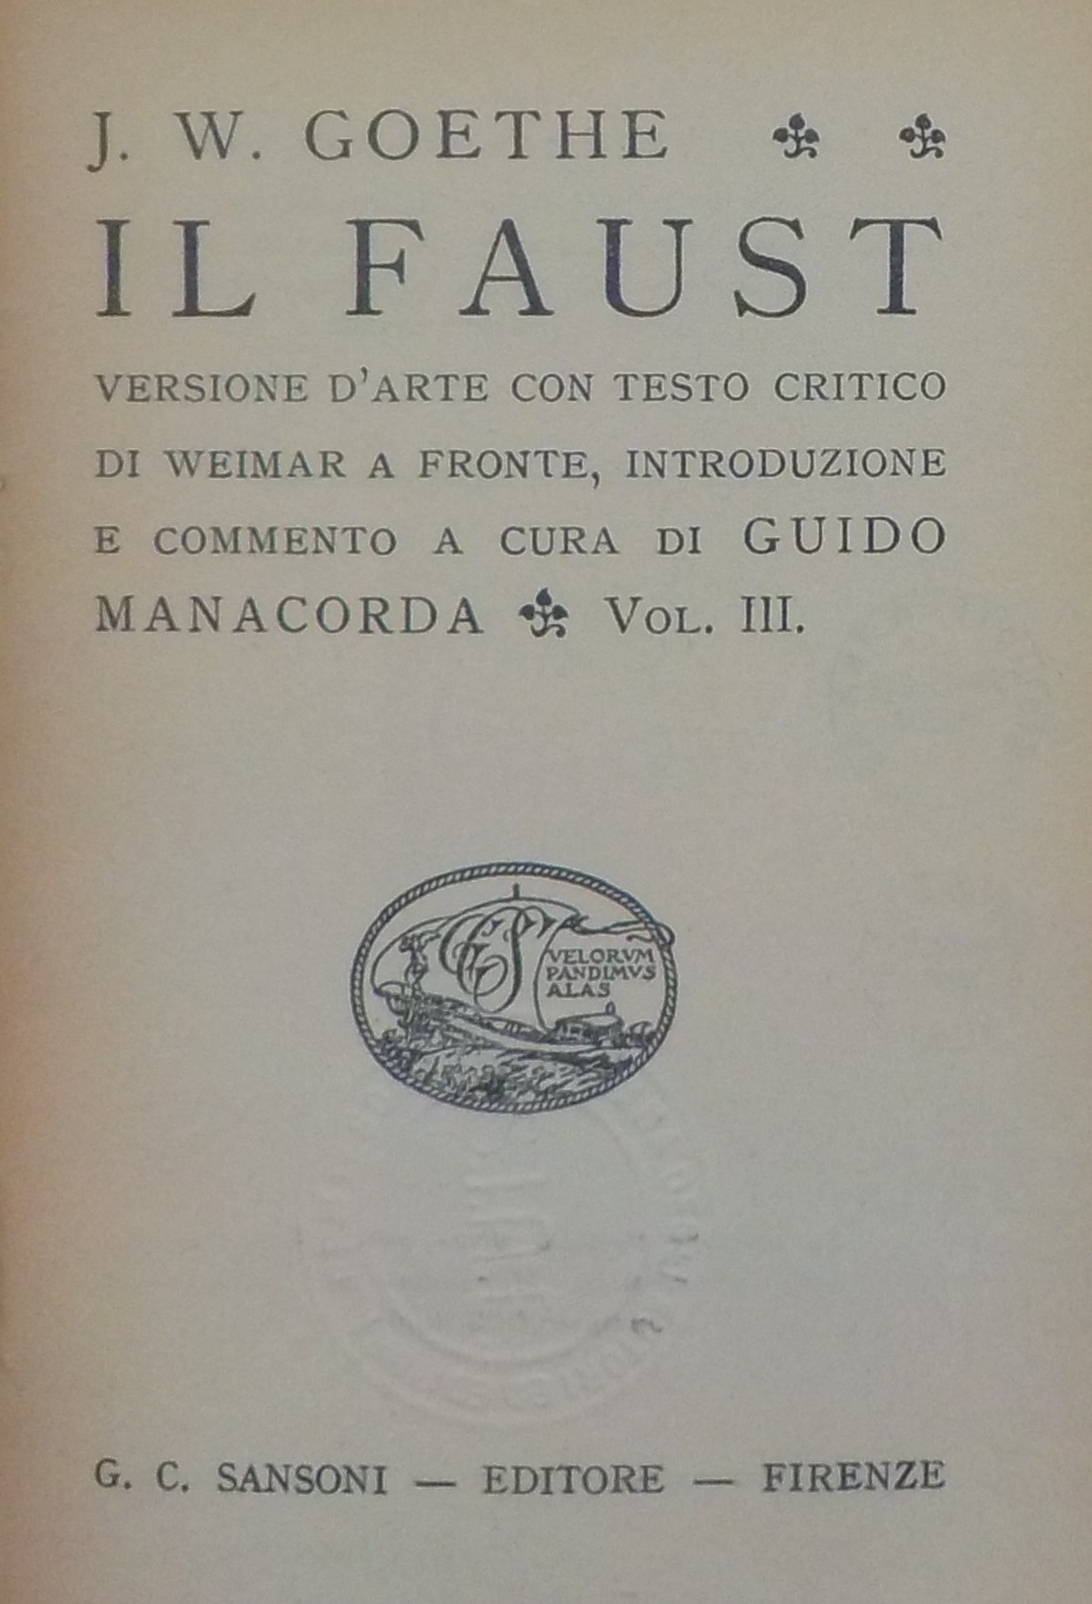 J. W. GOETHE
IL FAUST
VERSIONE D'ARTE CON TESTO CRITICO
DI WEIMAR A FRONTE, INTRODUZIONE
E COMMENTO A CURA DI GUIDO
MANACORDA VOL. III.
GCS
VELORVM
PANDIMVS
ALAS
G. C. SANSONI — EDITORE — FIRENZE